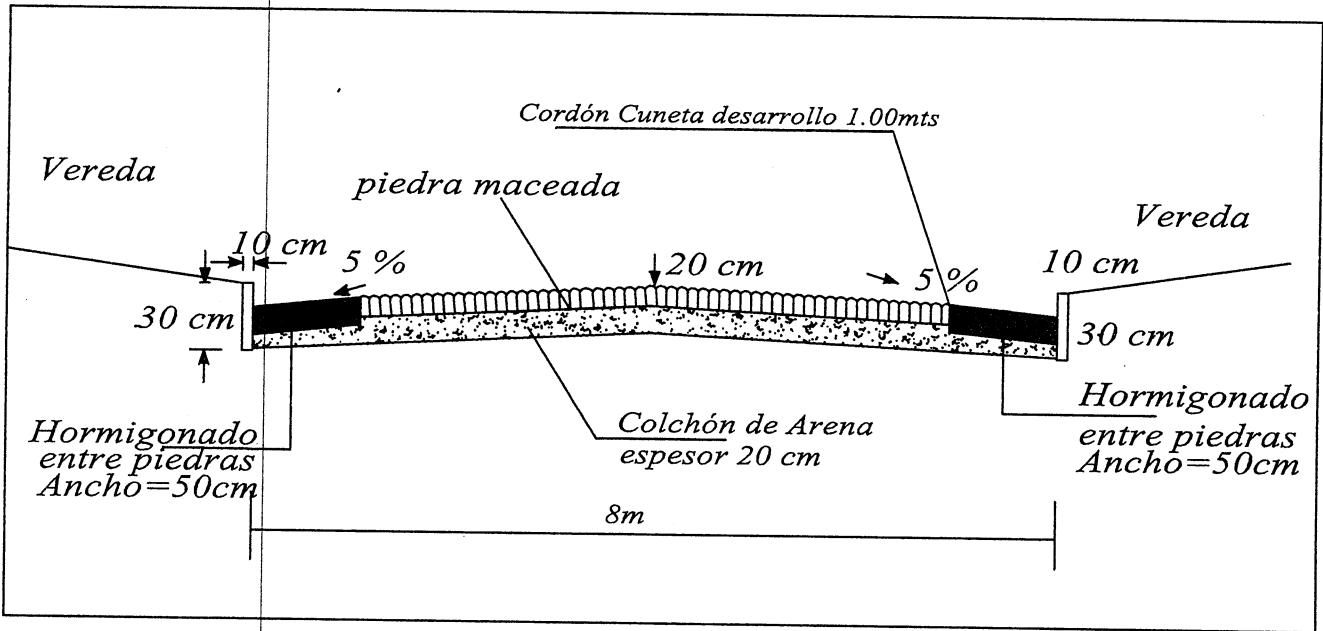 Cordón Cuneta desarrollo 1.00mts
Vereda
piedra maceada
Vereda
10 cm
5 %
20 cm
5 %
10 cm
30 cm
30 cm
Hormigonado
entre piedras
Ancho=50cm
Colchón de Arena
espesor 20 cm
Hormigonado
entre piedras
Ancho=50cm
8m